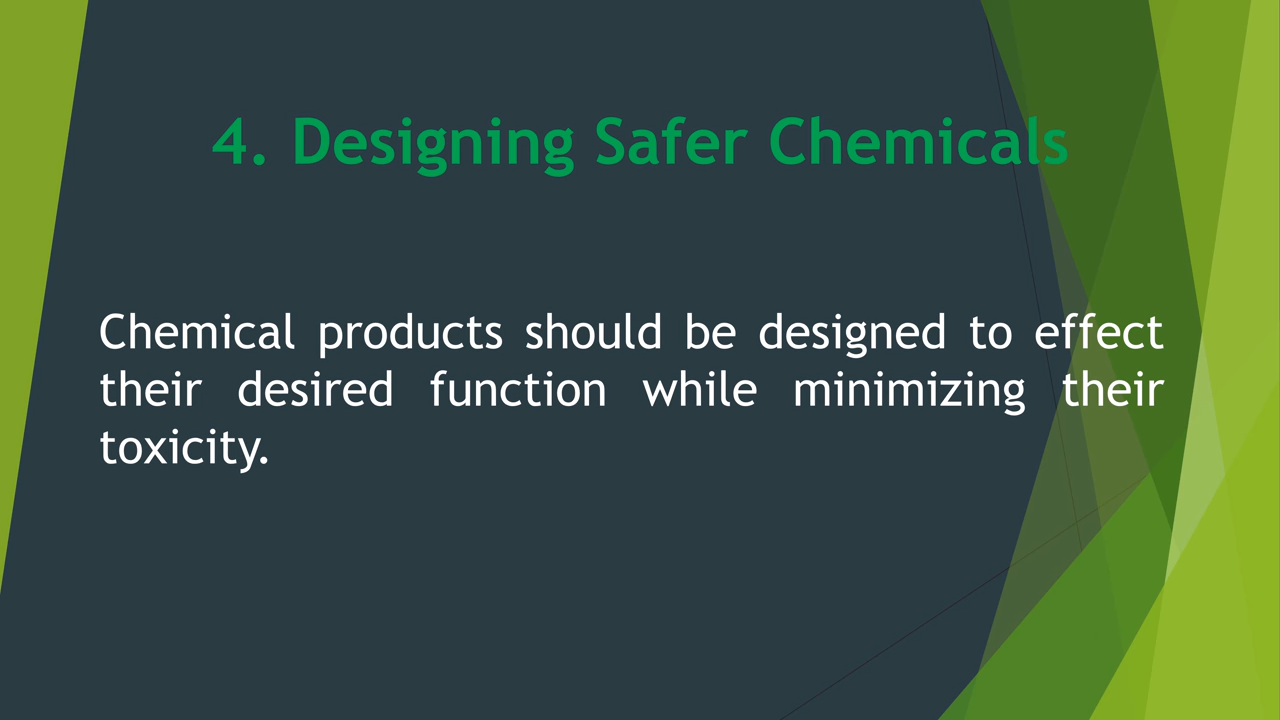 4. Designing Safer Chemicals
Chemical products should be designed to effect
their desired function while minimizing their
toxicity.